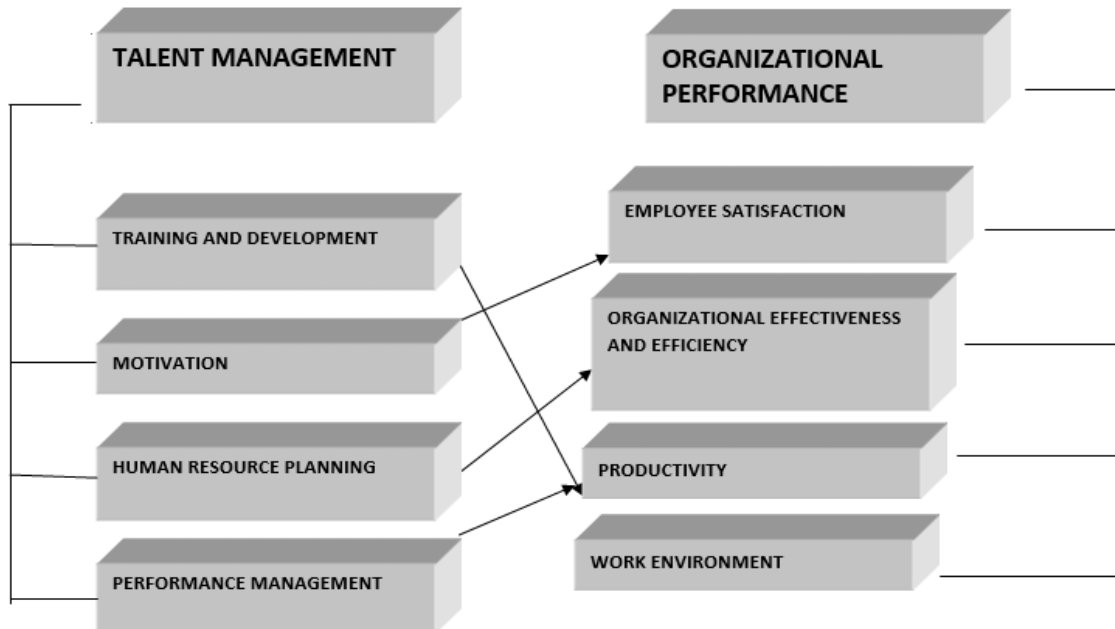 TALENT MANAGEMENT
ORGANIZATIONAL
PERFORMANCE
TRAINING AND DEVELOPMENT
MOTIVATION
HUMAN RESOURCE PLANNING
PERFORMANCE MANAGEMENT
EMPLOYEE SATISFACTION
ORGANIZATIONAL EFFECTIVENESS
AND EFFICIENCY
PRODUCTIVITY
WORK ENVIRONMENT